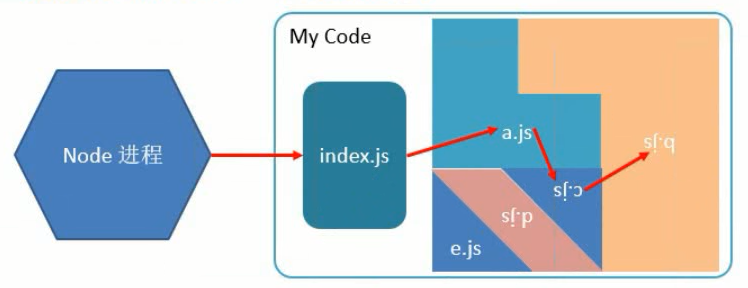 My Code
Node 进程
index.js
a.js
b.js
c.js
d.js
e.js